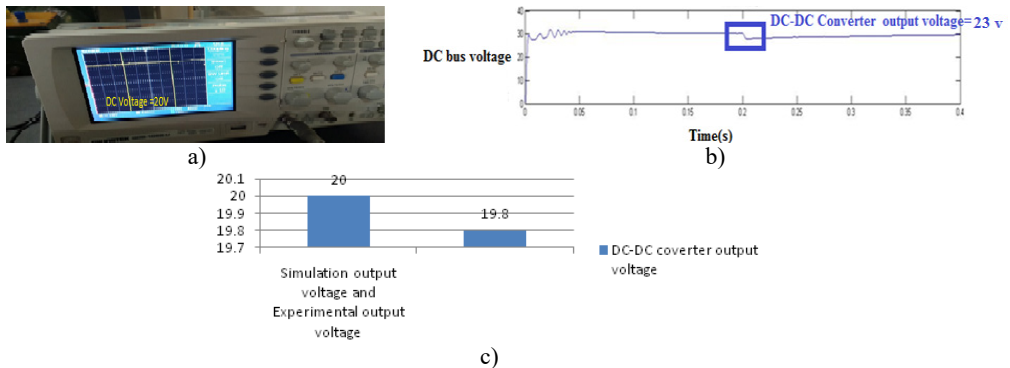 DC Voltage =20V
a)
DC-DC Converter output voltage= 23 v
DC bus voltage
40
30
20
10
0
0 0.05 0.1 0.15 0.2 0.25 0.3 0.35 0.4
Time(s)
b)
20.1
20
19.9
19.8
19.7
20
19.8
Simulation output
voltage and
Experimental output
voltage
DC-DC coverter output
voltage
c)